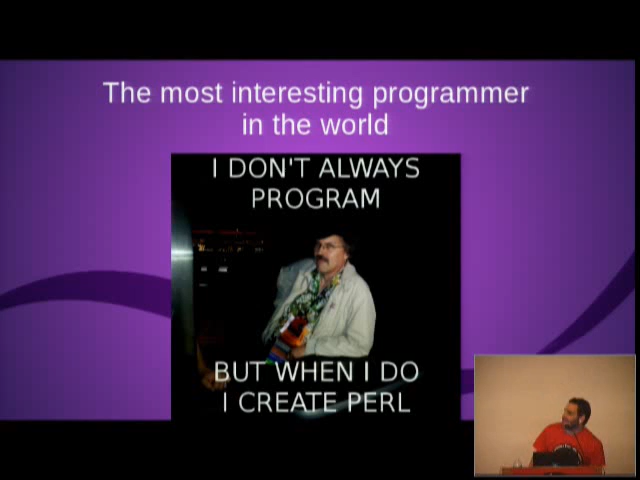 The most interesting programmer
in the world
I DON'T ALWAYS
PROGRAM
BUT WHEN I DO
I CREATE PERL